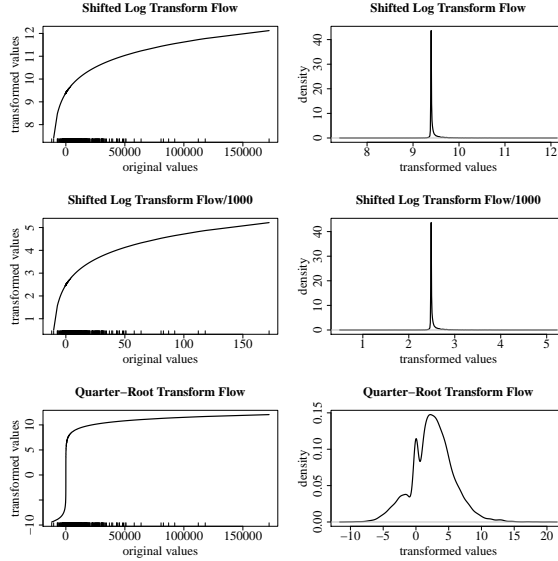 Shifted Log Transform Flow
transformed values
8 9 10 11 12
0 50000 100000 150000
original values
Shifted Log Transform Flow
density
0 10 20 30 40
8 9 10 11 12
transformed values
Shifted Log Transform Flow/1000
transformed values
1 2 3 4 5
0 50 100 150
original values
Shifted Log Transform Flow/1000
density
0 10 20 30 40
1 2 3 4 5
transformed values
Quarter−Root Transform Flow
transformed values
−10 0 5 10
0 50000 100000 150000
original values
Quarter−Root Transform Flow
density
0.00 0.05 0.10 0.15
−10 −5 0 5 10 15 20
transformed values